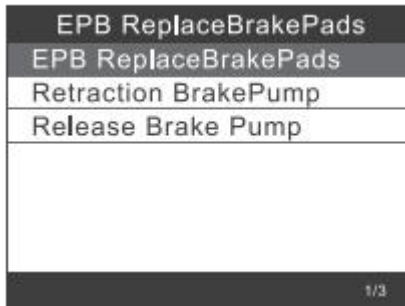 EPB ReplaceBrakePads
EPB ReplaceBrakePads
Retraction BrakePump
Release Brake Pump
1/3